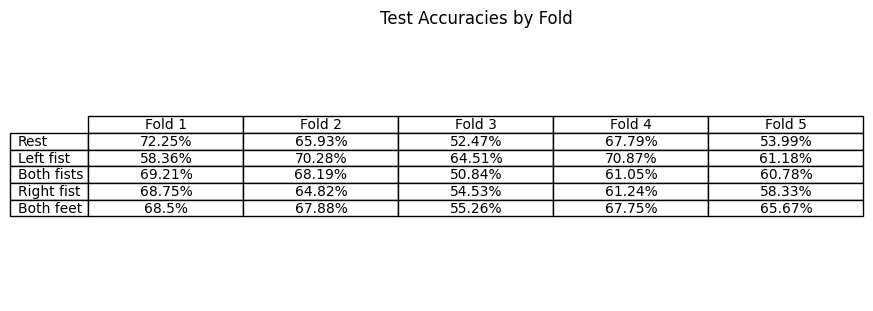 Test Accuracies by Fold
Fold 1 Fold 2 Fold 3 Fold 4 Fold 5
Rest 72.25% 65.93% 52.47% 67.79% 53.99%
Left fist 58.36% 70.28% 64.51% 70.87% 61.18%
Both fists 69.21% 68.19% 50.84% 61.05% 60.78%
Right fist 68.75% 64.82% 54.53% 61.24% 58.33%
Both feet 68.5% 67.88% 55.26% 67.75% 65.67%